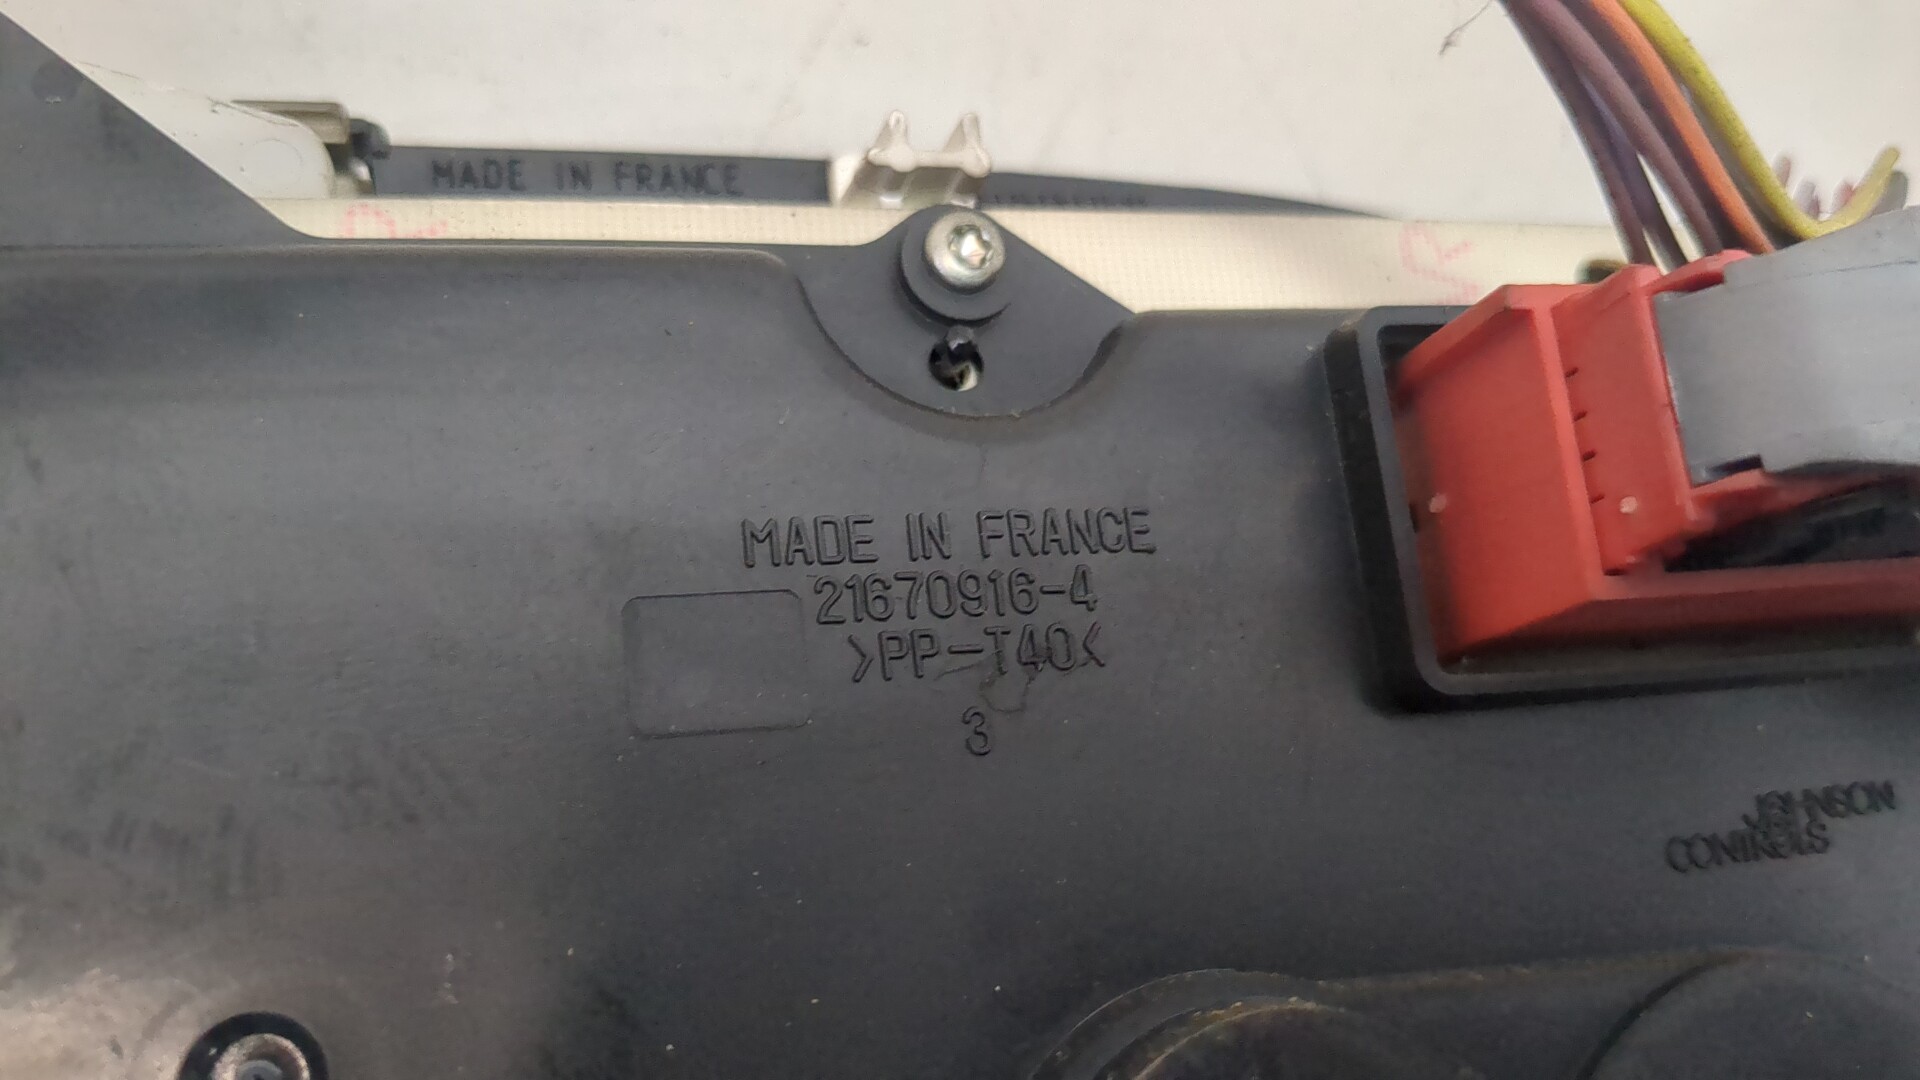 MADE IN FRANCE
MADE IN FRANCE
21670916-4
>PP-T40<
3
JOHNSON
CONTROLS